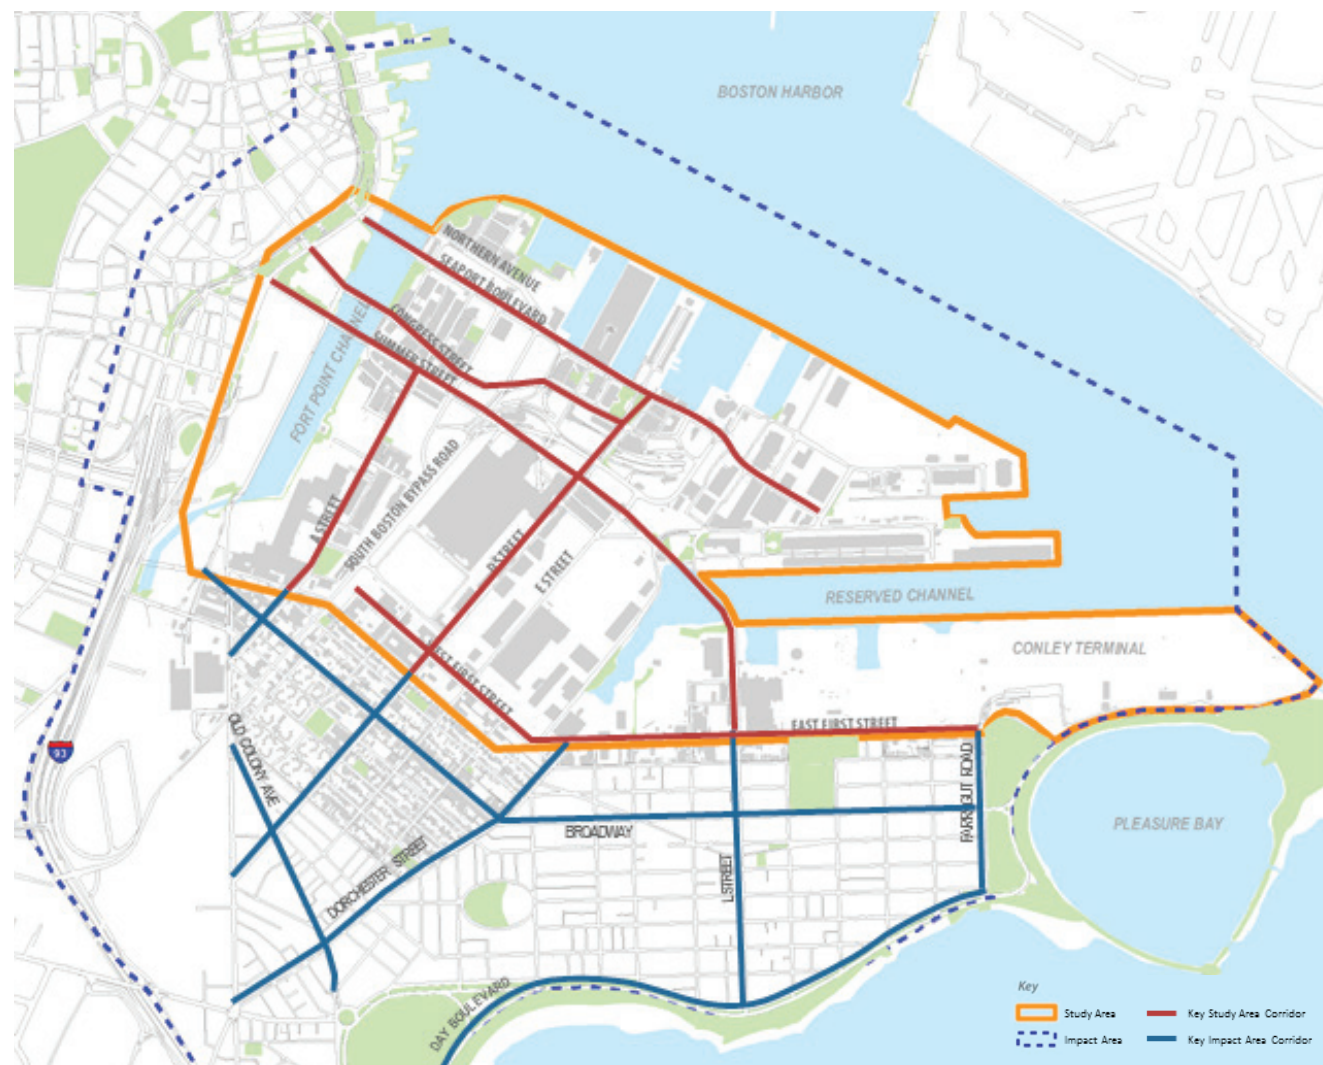 BOSTON HARBOR
NORTHERN AVENUE
SEAPORT BOULEVARD
CONGRESS STREET
SUMMER STREET
FORT POINT CHANNEL
A STREET
SOUTH BOSTON BYPASS ROAD
D STREET
E STREET
RESERVED CHANNEL
CONLEY TERMINAL
WEST FIRST STREET
EAST FIRST STREET
OLD COLONY AVE
93
FARRGUT ROAD
BROADWAY
PLEASURE BAY
DORCHESTER STREET
L STREET
DAY BOULEVARD
Key
Study Area
Key Study Area Corridor
Impact Area
Key Impact Area Corridor